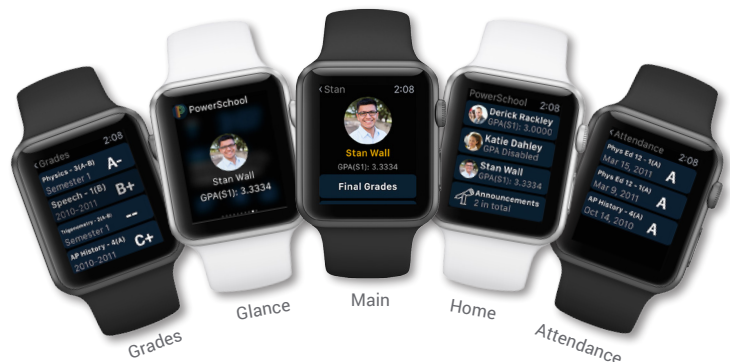 <Grades
2:08
Physics - 3(A-B)
Semester 1
A-
Speech - 1(B)
2010-2011
B+
Trigonometry - 2(A-B)
Semester 1
--
AP History - 4(A)
2010-2011
C+
Grades
PowerSchool
Stan Wall
GPA(S1): 3.3334
Glance
<Stan
2:08
Stan Wall
GPA(S1): 3.3334
Final Grades
Main
PowerSchool
2:08
Derick Rackley
GPA(S1): 3.0000
Katie Dahley
GPA Disabled
Stan Wall
GPA(S1): 3.3334
Announcements
2 in total
Home
<Attendance
2:08
Phys Ed 12 - 1(A)
Mar 15, 2011
A
Phys Ed 12 - 1(A)
Mar 9, 2011
A
AP History - 4(A)
Oct 14, 2010
A
Attendance